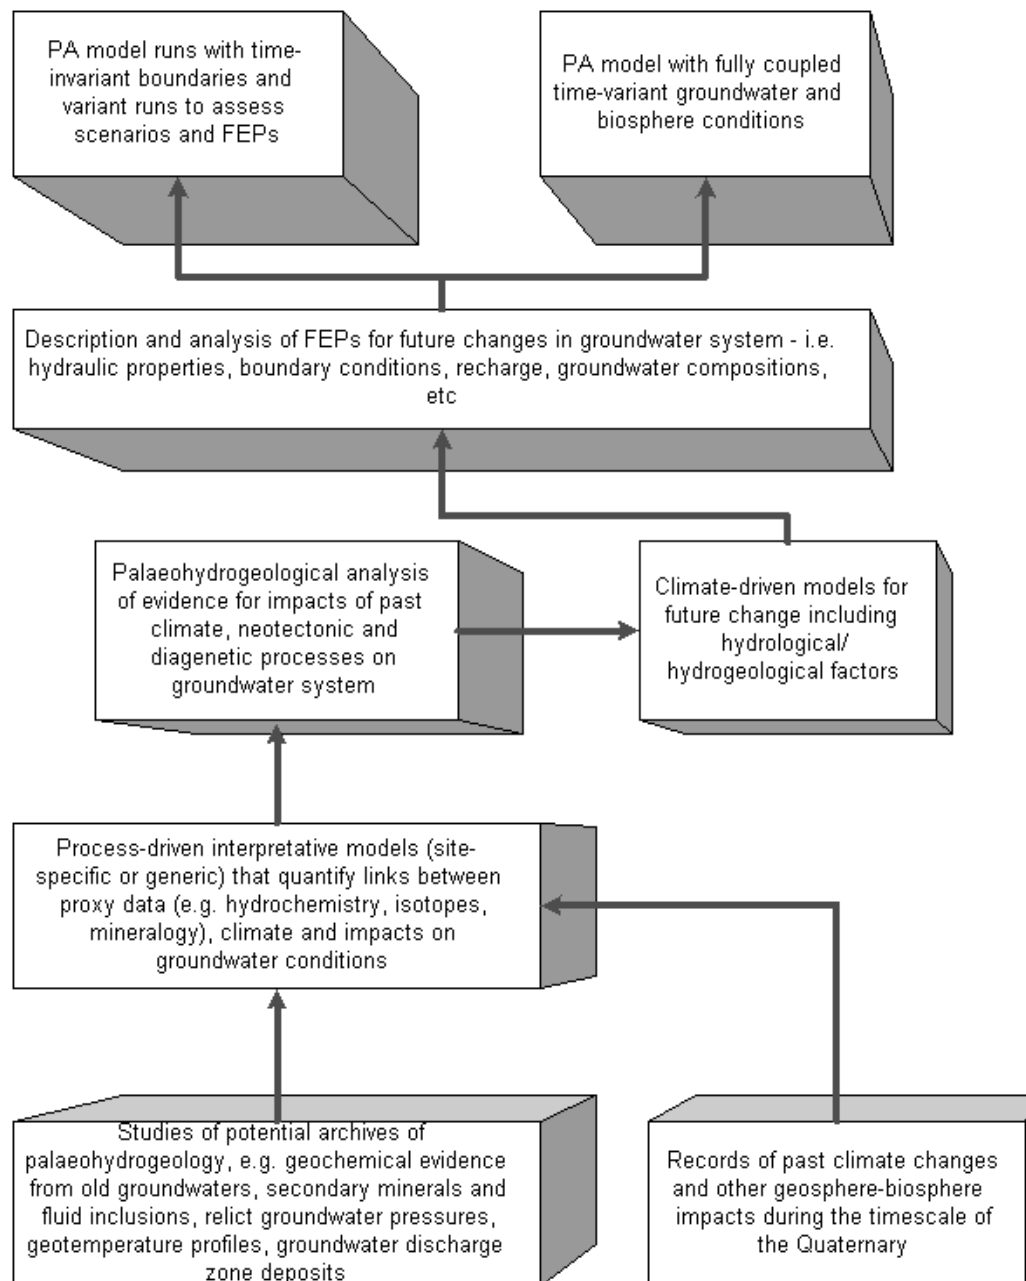 PA model runs with time-
invariant boundaries and
variant runs to assess
scenarios and FEPs
PA model with fully coupled
time-variant groundwater and
biosphere conditions
Description and analysis of FEPs for future changes in groundwater system - i.e.
hydraulic properties, boundary conditions, recharge, groundwater compositions,
etc
Palaeohydrogeological analysis
of evidence for impacts of past
climate, neotectonic and
diagenetic processes on
groundwater system
Climate-driven models for
future change including
hydrological/
hydrogeological factors
Process-driven interpretative models (site-
specific or generic) that quantify links between
proxy data (e.g. hydrochemistry, isotopes,
mineralogy), climate and impacts on
groundwater conditions
Studies of potential archives of
palaeohydrogeology, e.g. geochemical evidence
from old groundwaters, secondary minerals and
fluid inclusions, relict groundwater pressures,
geotemperature profiles, groundwater discharge
zone deposits
Records of past climate changes
and other geosphere-biosphere
impacts during the timescale of
the Quaternary